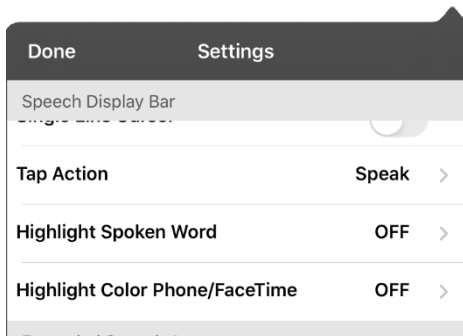 Done Settings
Speech Display Bar
Tap Action Speak
Highlight Spoken Word OFF
Highlight Color Phone/FaceTime OFF